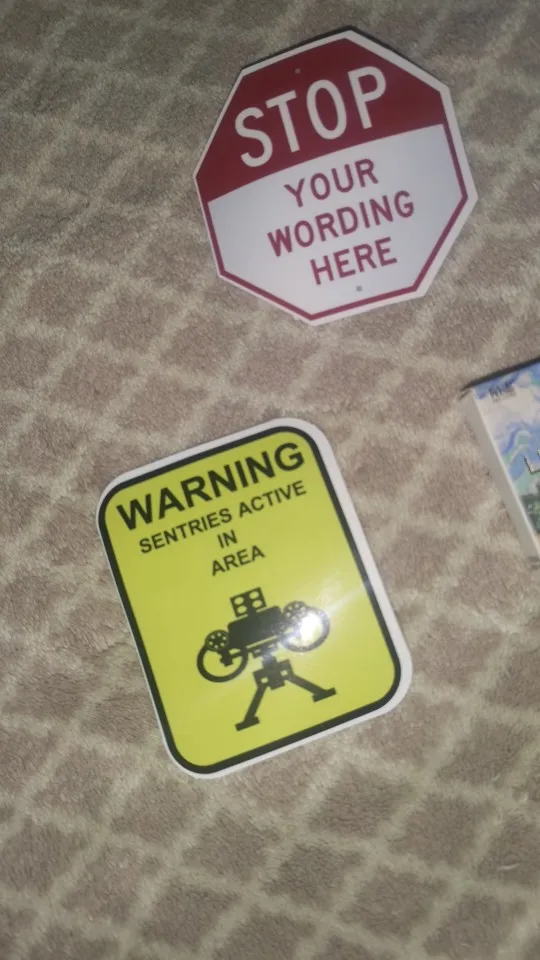 STOP
YOUR
WORDING
HERE
WARNING
SENTRIES ACTIVE
IN
AREA